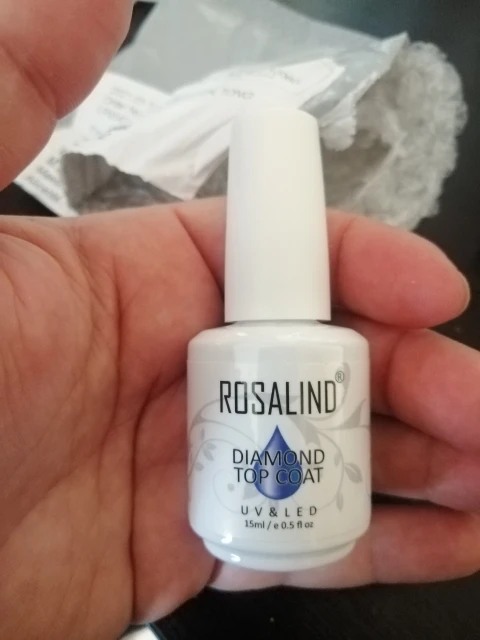 ROSALIND®
DIAMOND
TOP COAT
UV & LED
15ml / e 0.5 fl oz